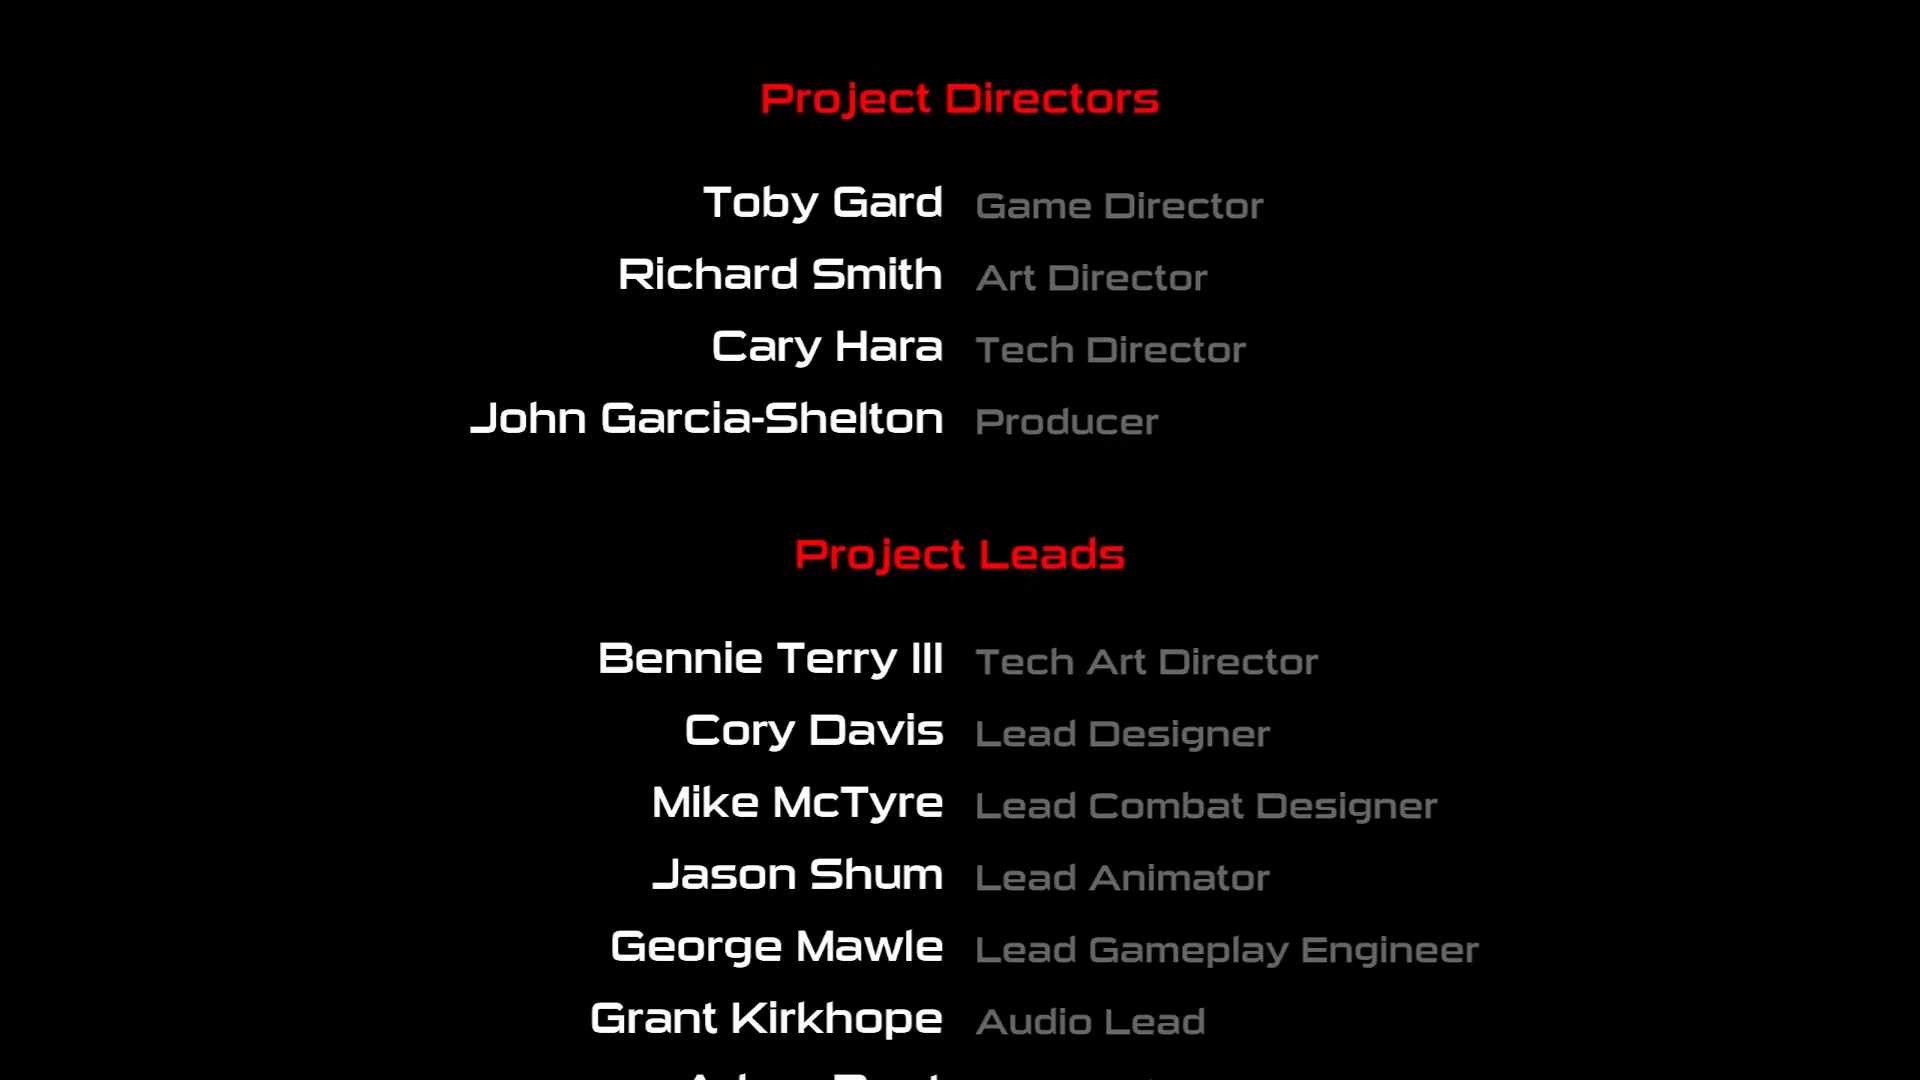 Project Directors
Toby Gard Game Director
Richard Smith Art Director
Cary Hara Tech Director
John Garcia-Shelton Producer
Project Leads
Bennie Terry III Tech Art Director
Cory Davis Lead Designer
Mike McTyre Lead Combat Designer
Jason Shum Lead Animator
George Mawle Lead Gameplay Engineer
Grant Kirkhope Audio Lead